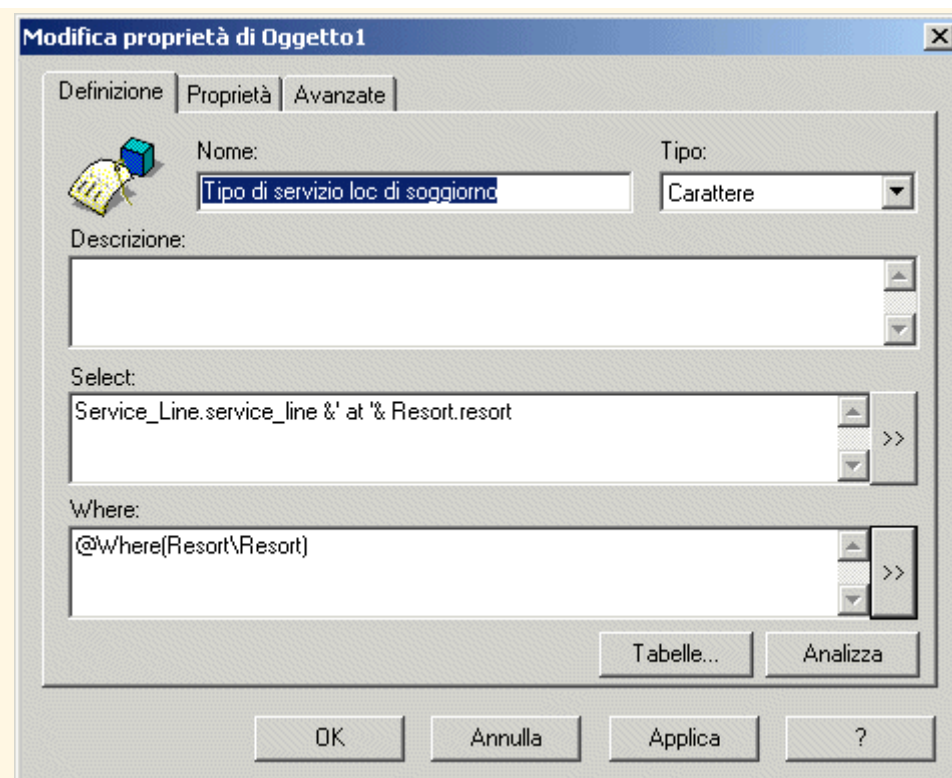 Modifica proprietà di Oggetto1
Definizione Proprietà Avanzate
Nome: Tipo:
Tipo di servizio loc di soggiorno Carattere
Descrizione:
Select:
Service_Line.service_line &' at '& Resort.resort
>>
Where:
@Where(Resort\Resort)
>>
Tabelle... Analizza
OK Annulla Applica ?